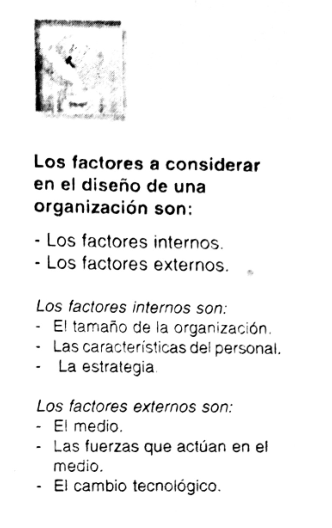 Los factores a considerar
en el diseño de una
organización son:
- Los factores internos.
- Los factores externos.
Los factores internos son:
- El tamaño de la organización.
- Las características del personal.
- La estrategia.
Los factores externos son:
- El medio.
- Las fuerzas que actúan en el
medio.
- El cambio tecnológico.